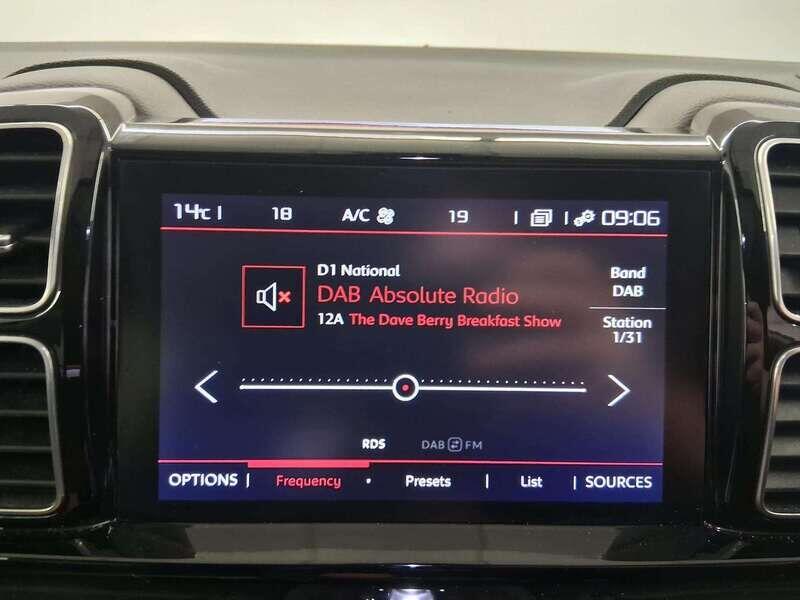 14°C | 18 A/C 19 | | 09:06
D1 National
DAB Absolute Radio
12A The Dave Berry Breakfast Show
Band
DAB
Station
1/31
RDS DAB FM
OPTIONS | Frequency • Presets | List | SOURCES